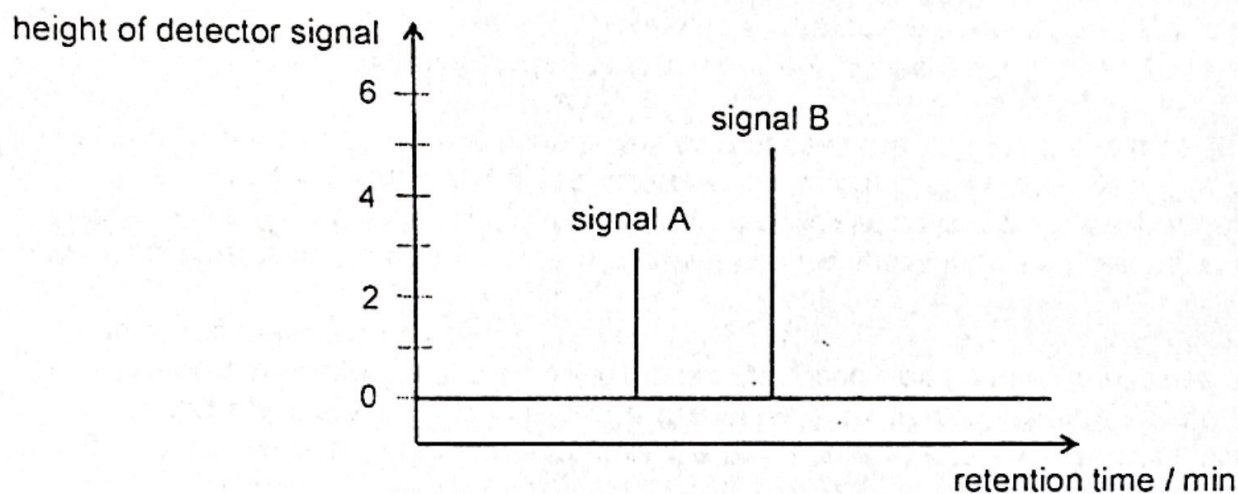 height of detector signal
6
signal B
4
signal A
2
0
retention time / min